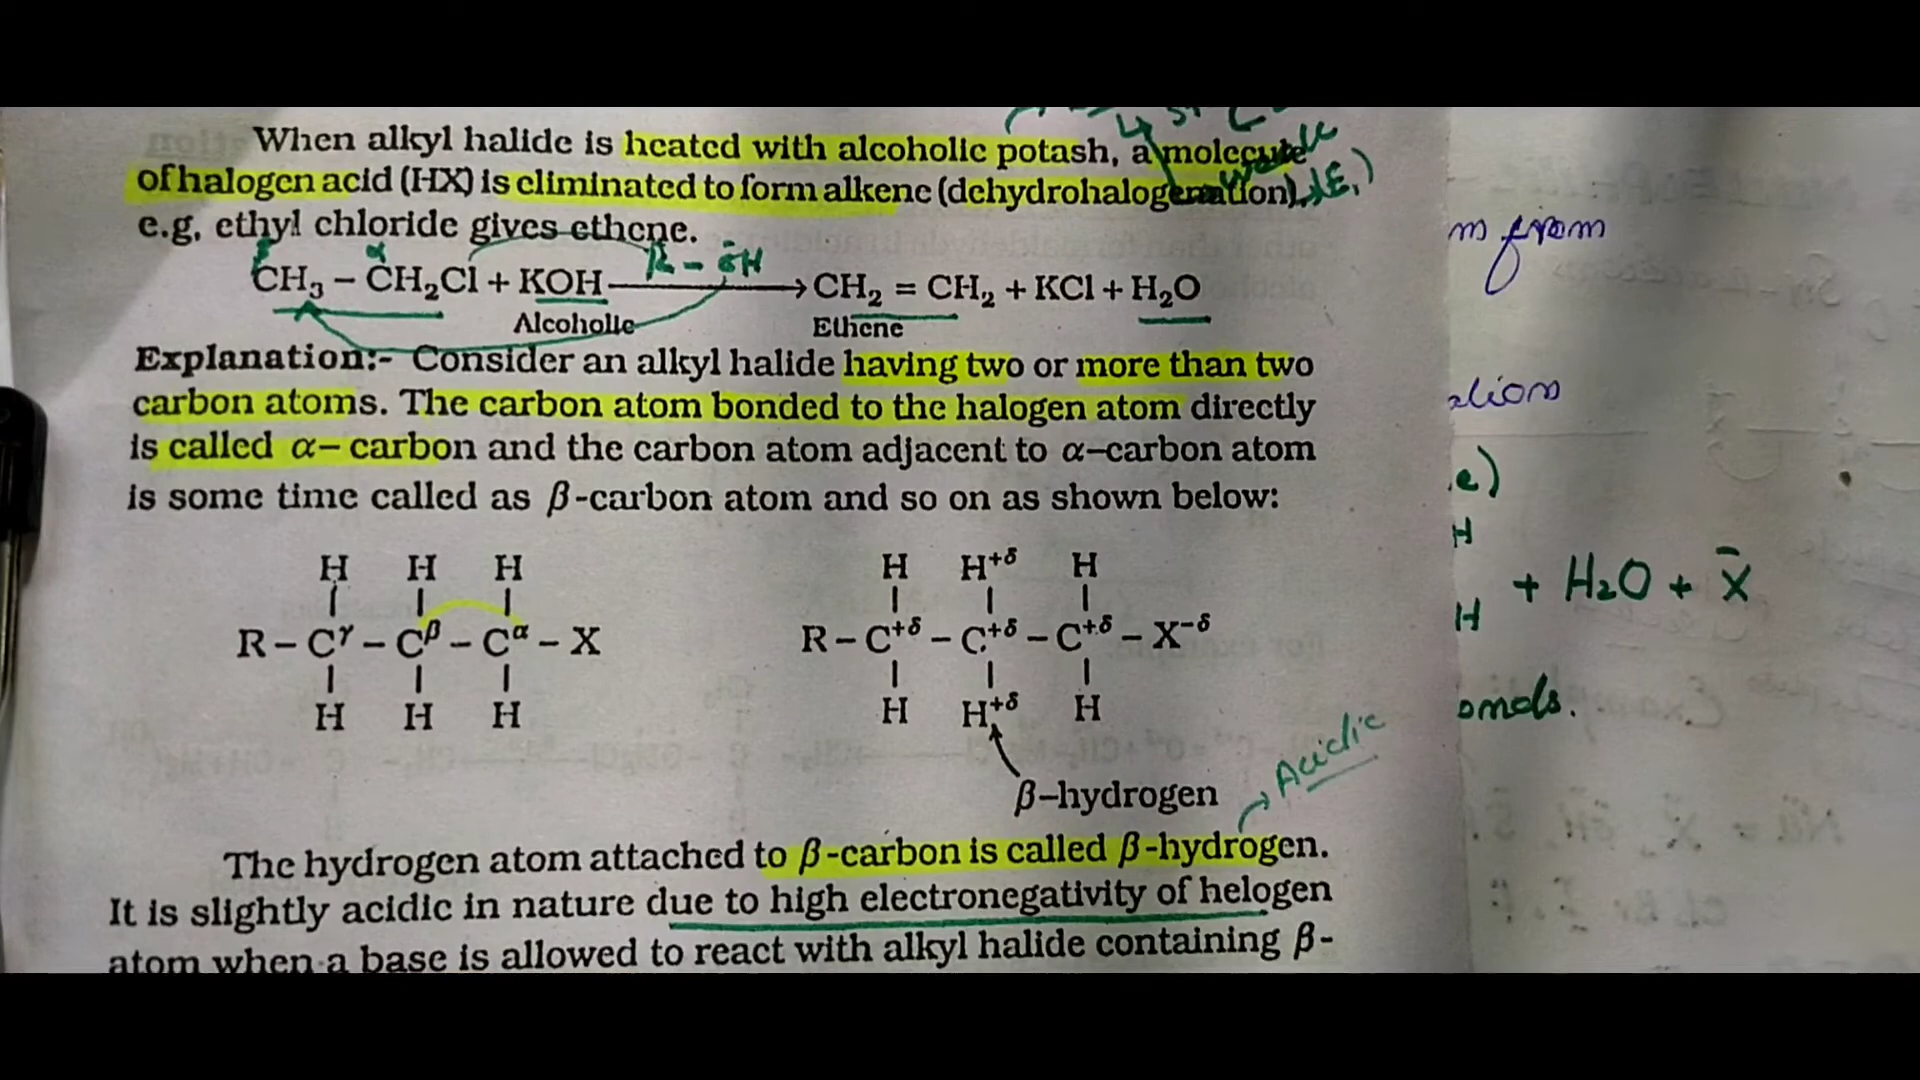 When alkyl halide is heated with alcoholic potash, a molecule
of halogen acid (HX) is eliminated to form alkene (dehydrohalogenation),
(E₁)
e.g, ethyl chloride gives ethene.
β α R - ŌH
CH₃ – CH₂Cl + KOH ⟶ CH₂ = CH₂ + KCl + H₂O
Alcoholic Ethene
Explanation:- Consider an alkyl halide having two or more than two
carbon atoms. The carbon atom bonded to the halogen atom directly
is called α– carbon and the carbon atom adjacent to α–carbon atom
is some time called as β-carbon atom and so on as shown below:
H H H H H⁺ᵟ H
R – Cᵞ – Cᵝ – Cᵅ – X R – C⁺ᵟ – C⁺ᵟ – C⁺ᵟ – X⁻ᵟ
H H H H H⁺ᵟ H
β–hydrogen
Acidic
The hydrogen atom attached to β-carbon is called β-hydrogen.
It is slightly acidic in nature due to high electronegativity of helogen
atom when a base is allowed to react with alkyl halide containing β-
m from
e)
H
+ H₂O + X̄
H